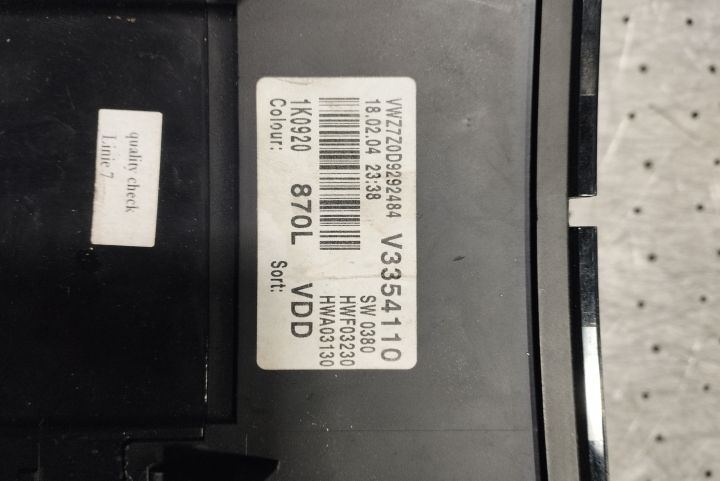 VWZ7Z0D9292484 V3354110
18.02.04 23:38 SW 0380
HWF03230
HWA03130
1K0920 870L VDD
Colour: Sort:
quality check
Linie 7